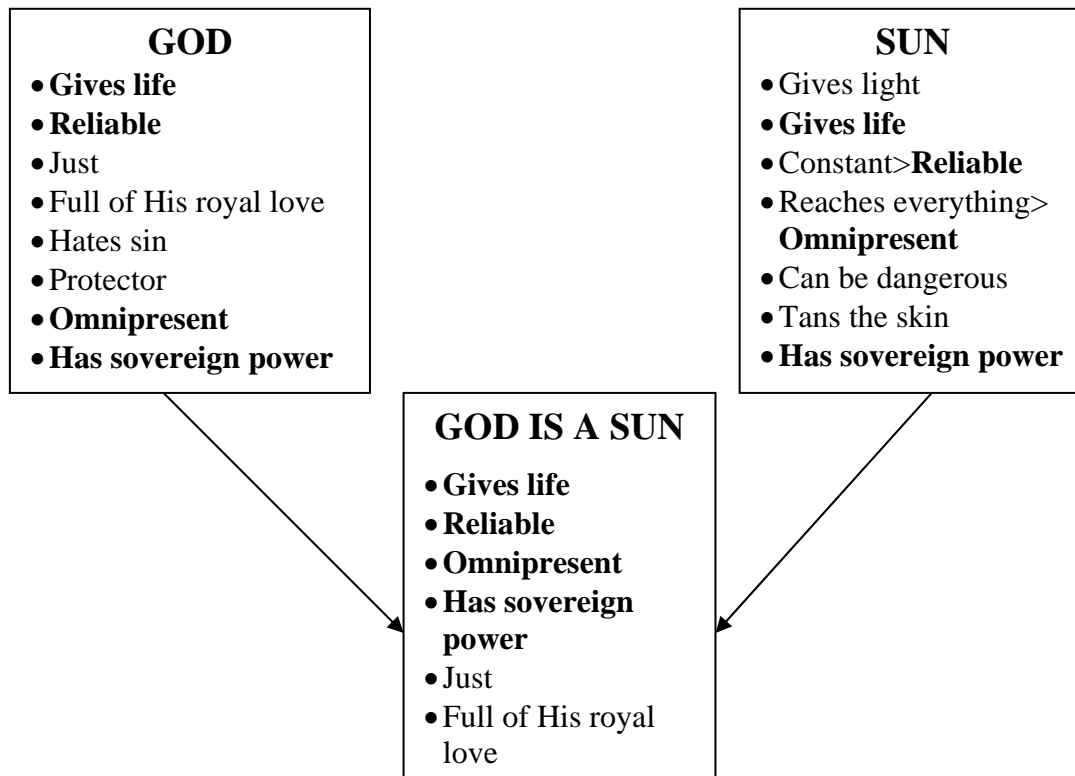 GOD
• Gives life
• Reliable
• Just
• Full of His royal love
• Hates sin
• Protector
• Omnipresent
• Has sovereign power
SUN
• Gives light
• Gives life
• Constant>Reliable
• Reaches everything>
Omnipresent
• Can be dangerous
• Tans the skin
• Has sovereign power
GOD IS A SUN
• Gives life
• Reliable
• Omnipresent
• Has sovereign
power
• Just
• Full of His royal
love